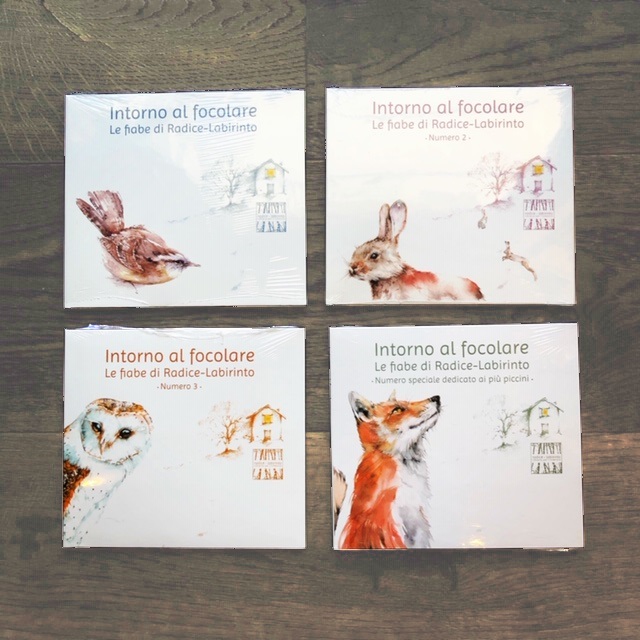 Intorno al focolare
Le fiabe di Radice-Labirinto
Intorno al focolare
Le fiabe di Radice-Labirinto
- Numero 2 -
Intorno al focolare
Le fiabe di Radice-Labirinto
- Numero 3 -
Intorno al focolare
Le fiabe di Radice-Labirinto
- Numero speciale dedicato ai più piccini -